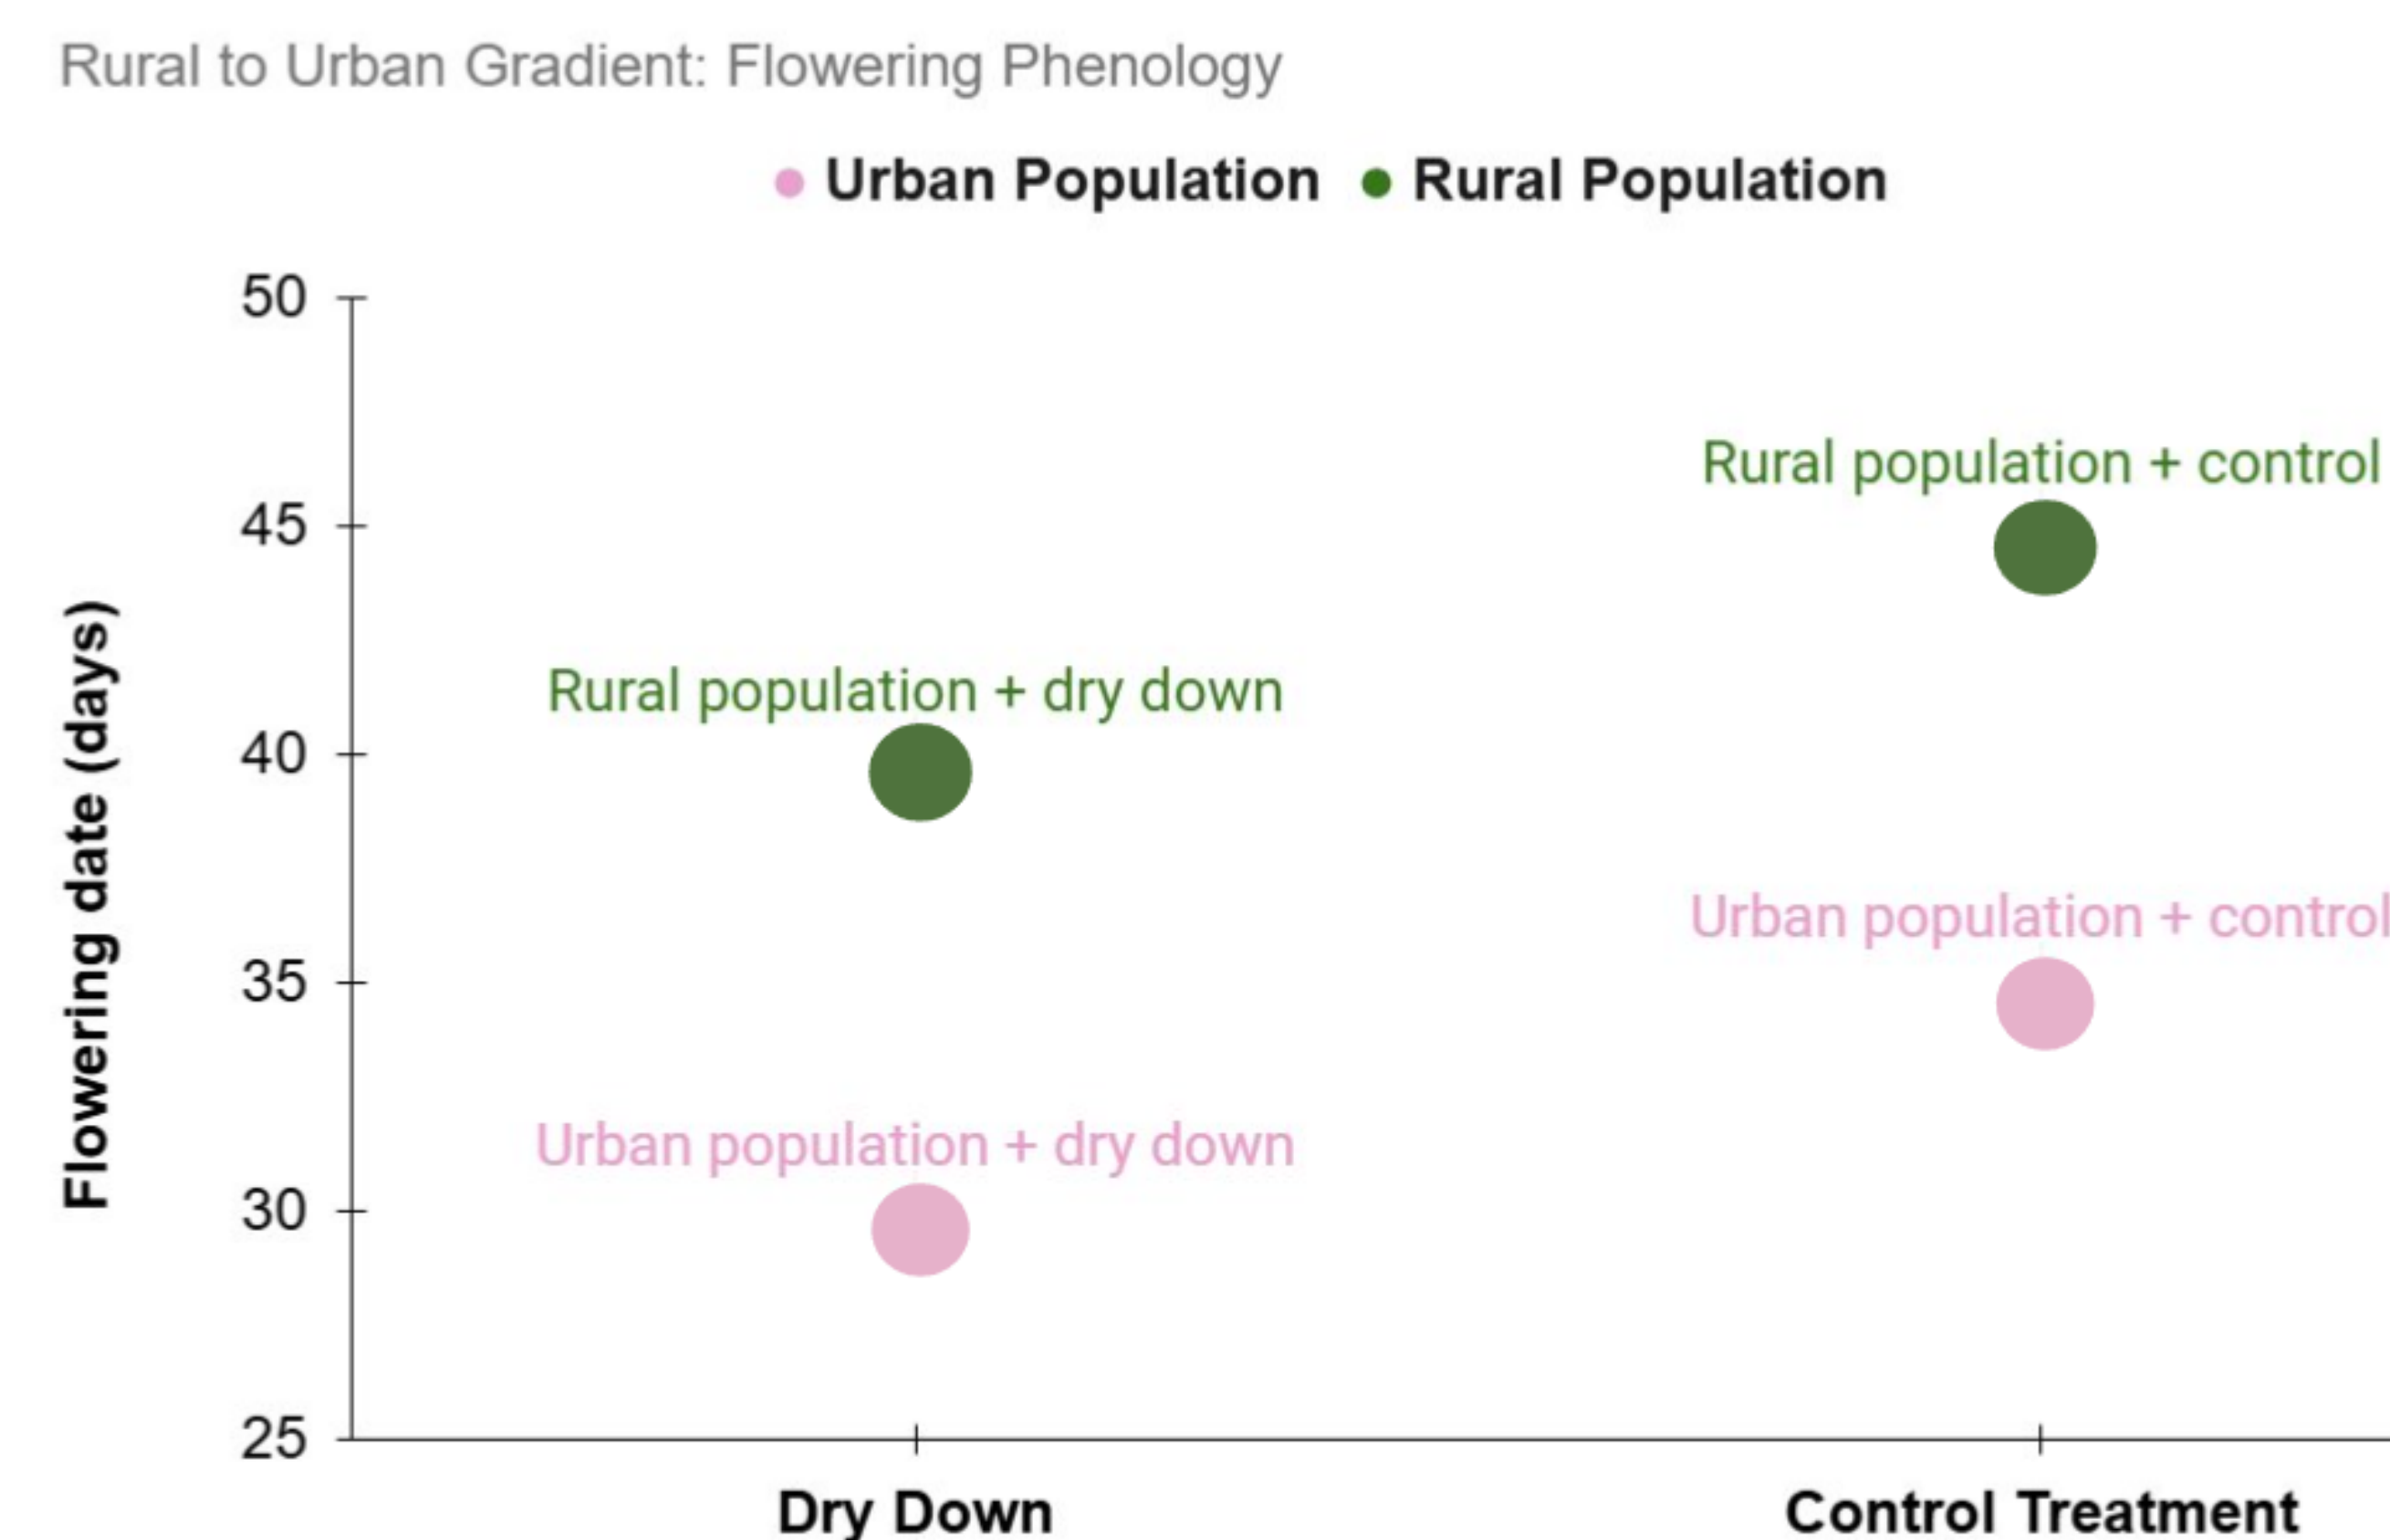 Rural to Urban Gradient: Flowering Phenology
Urban Population Rural Population
50
Rural population + control
45
Rural population + dry down
40
Urban population + control
35
Urban population + dry down
30
25
Flowering date (days)
Dry Down Control Treatment